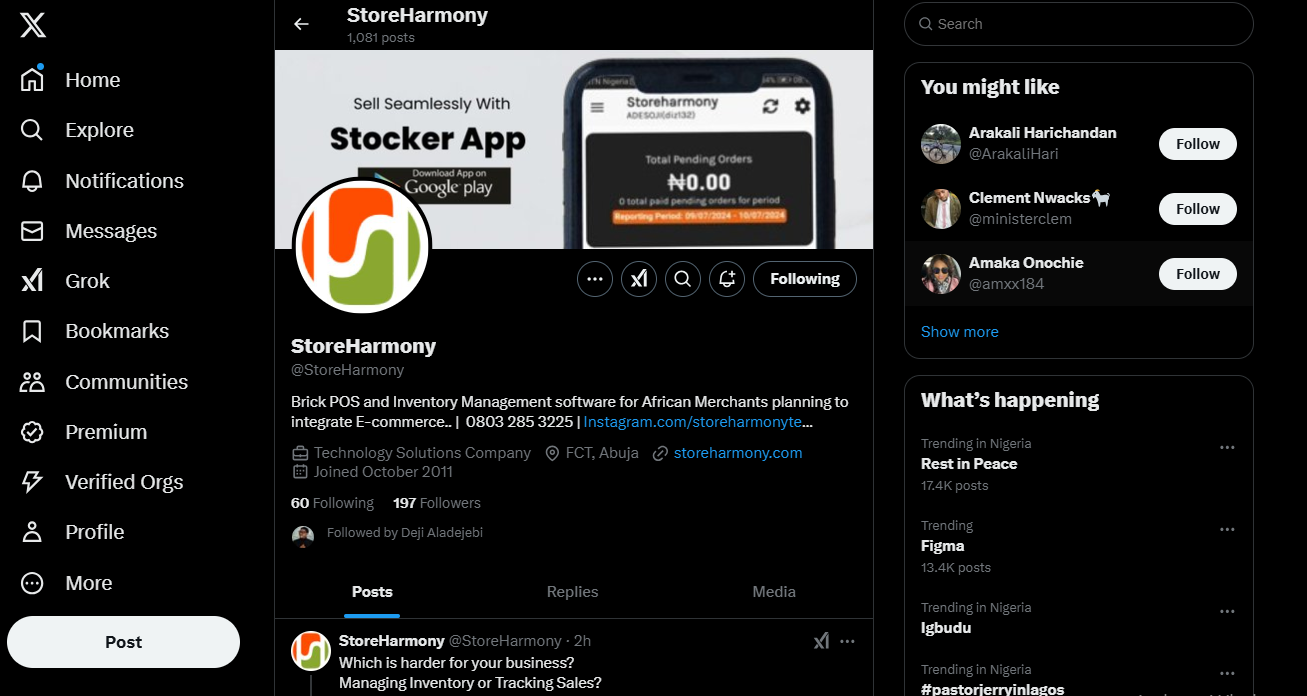 Home
Explore
Notifications
Messages
Grok
Bookmarks
Communities
Premium
Verified Orgs
Profile
More
Post
StoreHarmony
1,081 posts
Sell Seamlessly With
Stocker App
Download App on
Google play
MTN Nigeria
Storeharmony
ADESOJI(diz132)
Total Pending Orders
₦0.00
0 total paid pending orders for period
Reporting Period: 09/07/2024 - 10/07/2024
Following
StoreHarmony
@StoreHarmony
Brick POS and Inventory Management software for African Merchants planning to
integrate E-commerce.. | 0803 285 3225 | Instagram.com/storeharmonyte...
Technology Solutions Company FCT, Abuja storeharmony.com
Joined October 2011
60 Following 197 Followers
Followed by Deji Aladejebi
Posts Replies Media
StoreHarmony @StoreHarmony · 2h
Which is harder for your business?
Managing Inventory or Tracking Sales?
Search
You might like
Arakali Harichandan
@ArakaliHari
Follow
Clement Nwacks🐐
@ministerclem
Follow
Amaka Onochie
@amxx184
Follow
Show more
What's happening
Trending in Nigeria
Rest in Peace
17.4K posts
Trending
Figma
13.4K posts
Trending in Nigeria
Igbudu
Trending in Nigeria
#pastorjerryinlagos